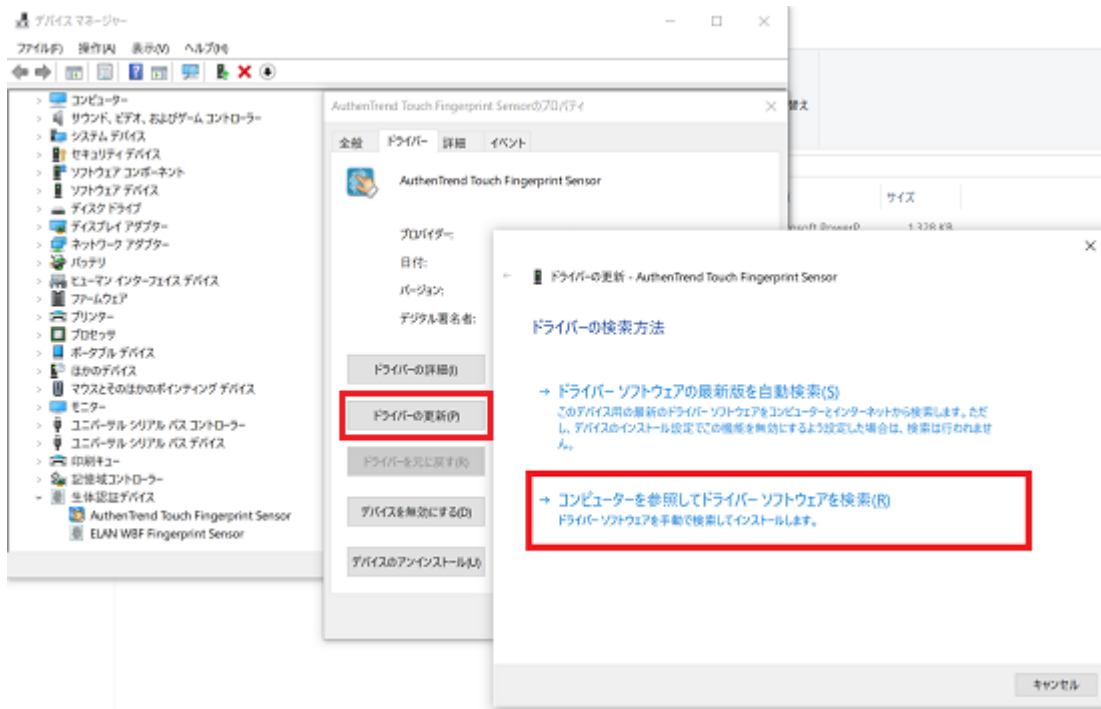 デバイス マネージャー
ファイル(F) 操作(A) 表示(V) ヘルプ(H)
コンピューター
サウンド、ビデオ、およびゲーム コントローラー
システム デバイス
セキュリティ デバイス
ソフトウェア コンポーネント
ソフトウェア デバイス
ディスク ドライブ
ディスプレイ アダプター
ネットワーク アダプター
バッテリ
ヒューマン インターフェイス デバイス
ファームウェア
プリンター
プロセッサ
ポータブル デバイス
ほかのデバイス
マウスとそのほかのポインティング デバイス
モニター
ユニバーサル シリアル バス コントローラー
ユニバーサル シリアル バス デバイス
印刷キュー
記憶域コントローラー
生体認証デバイス
AuthenTrend Touch Fingerprint Sensor
ELAN WBF Fingerprint Sensor
AuthenTrend Touch Fingerprint Sensorのプロパティ
全般 ドライバー 詳細 イベント
AuthenTrend Touch Fingerprint Sensor
プロバイダー:
日付:
バージョン:
デジタル署名者:
ドライバーの詳細(I)
ドライバーの更新(P)
ドライバーを元に戻す(R)
デバイスを無効にする(D)
デバイスのアンインストール(U)
替え
サイズ
1,328 KB
ドライバーの更新 - AuthenTrend Touch Fingerprint Sensor
ドライバーの検索方法
→ ドライバー ソフトウェアの最新版を自動検索(S)
このデバイス用の最新のドライバー ソフトウェアをコンピューターとインターネットから検索します。ただ
し、デバイスのインストール設定でこの機能を無効にするよう設定した場合は、検索は行われませ
ん。
→ コンピューターを参照してドライバー ソフトウェアを検索(R)
ドライバー ソフトウェアを手動で検索してインストールします。
キャンセル